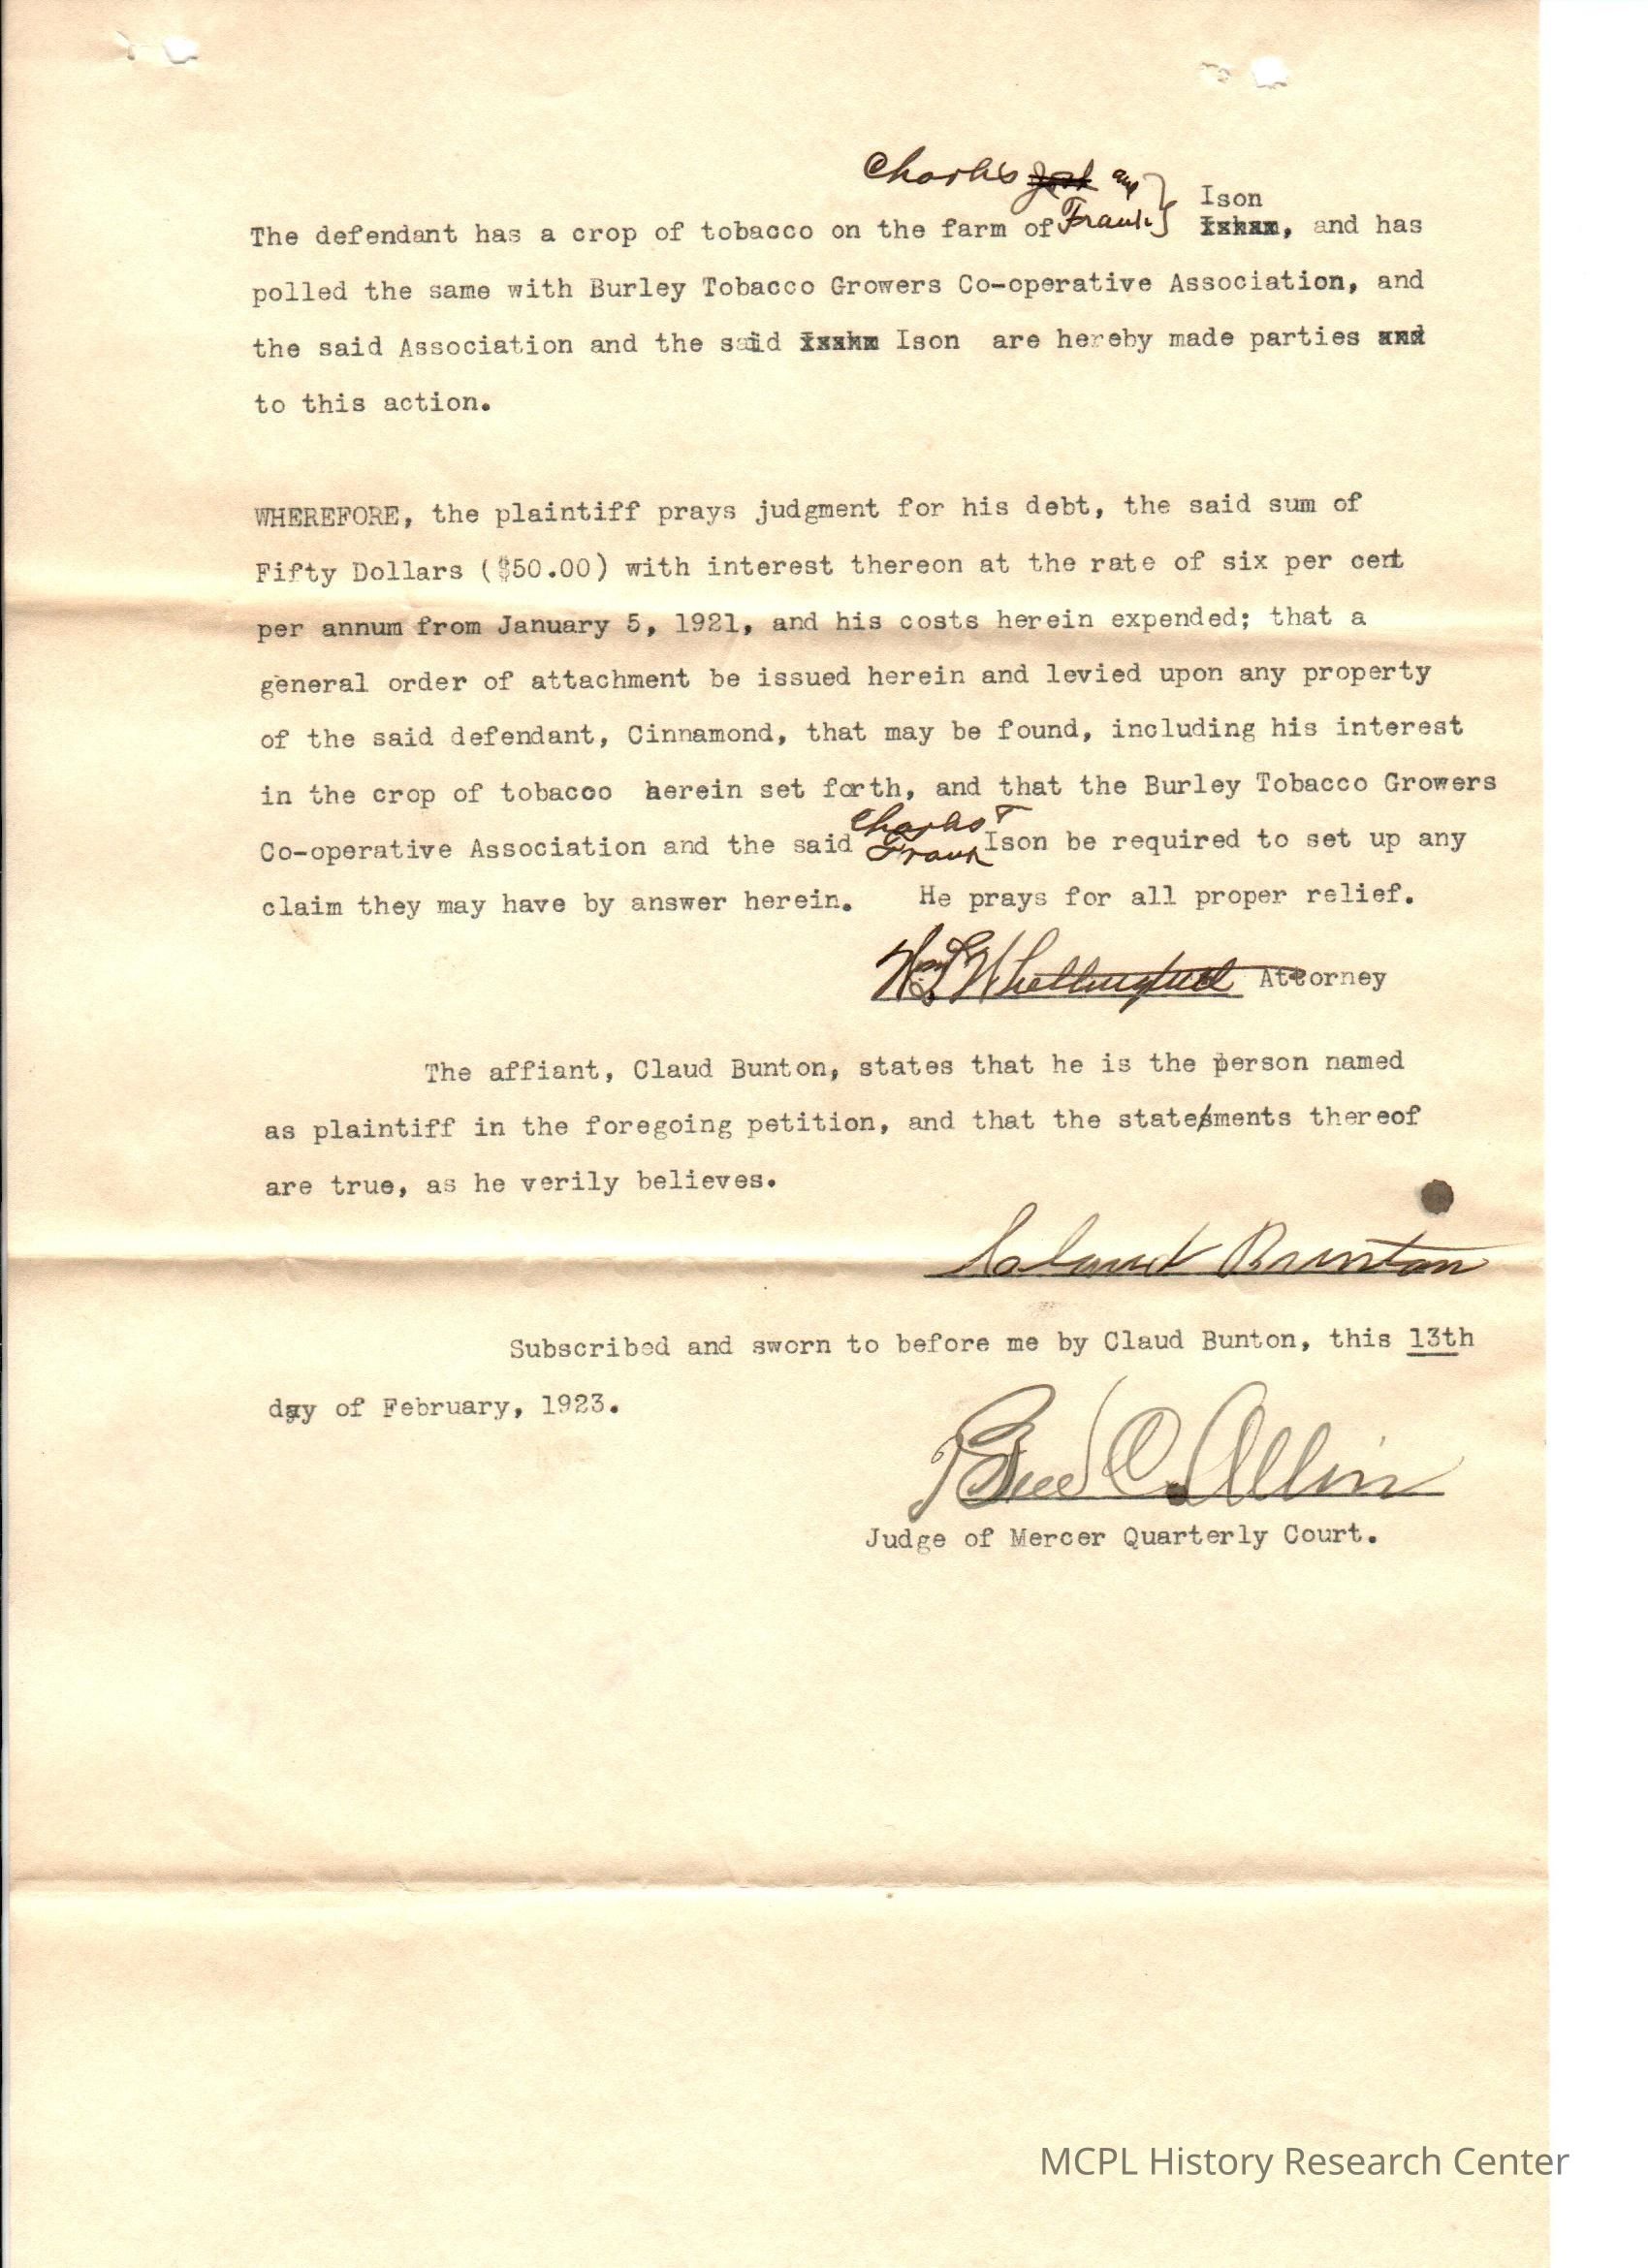 Charles and
Frank } Ison
The defendant has a crop of tobacco on the farm of , and has
polled the same with Burley Tobacco Growers Co-operative Association, and
the said Association and the said Ison are hereby made parties and
to this action.
WHEREFORE, the plaintiff prays judgment for his debt, the said sum of
Fifty Dollars ($50.00) with interest thereon at the rate of six per cent
per annum from January 5, 1921, and his costs herein expended; that a
general order of attachment be issued herein and levied upon any property
of the said defendant, Cinnamond, that may be found, including his interest
in the crop of tobacco herein set forth, and that the Burley Tobacco Growers
Charles &
Co-operative Association and the said Frank Ison be required to set up any
claim they may have by answer herein. He prays for all proper relief.
Attorney
The affiant, Claud Bunton, states that he is the person named
as plaintiff in the foregoing petition, and that the statements thereof
are true, as he verily believes.
Claud Bunton
Subscribed and sworn to before me by Claud Bunton, this 13th
day of February, 1923.
C. Allin
Judge of Mercer Quarterly Court.
MCPL History Research Center